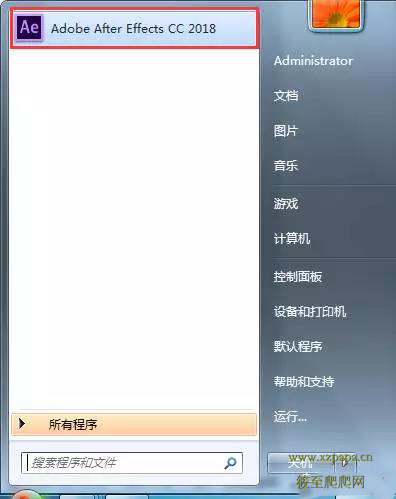 Ae Adobe After Effects CC 2018
Administrator
文档
图片
音乐
游戏
计算机
控制面板
设备和打印机
默认程序
帮助和支持
运行...
所有程序
搜索程序和文件
关机
www.xzpapa.cn
筱至爬爬网